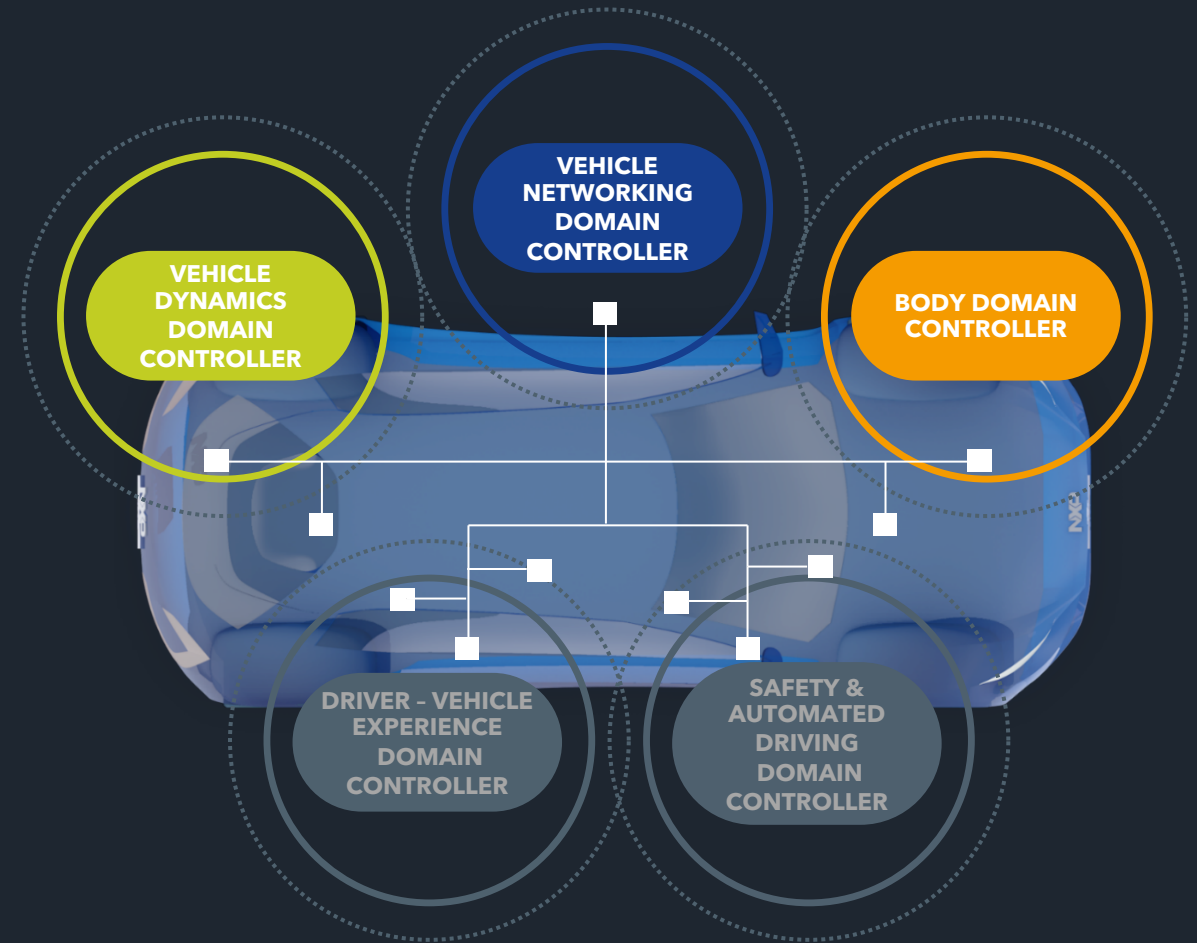 VEHICLE
NETWORKING
DOMAIN
CONTROLLER
VEHICLE
DYNAMICS
DOMAIN
CONTROLLER
BODY DOMAIN
CONTROLLER
NXP
DRIVER – VEHICLE
EXPERIENCE
DOMAIN
CONTROLLER
SAFETY &
AUTOMATED
DRIVING
DOMAIN
CONTROLLER